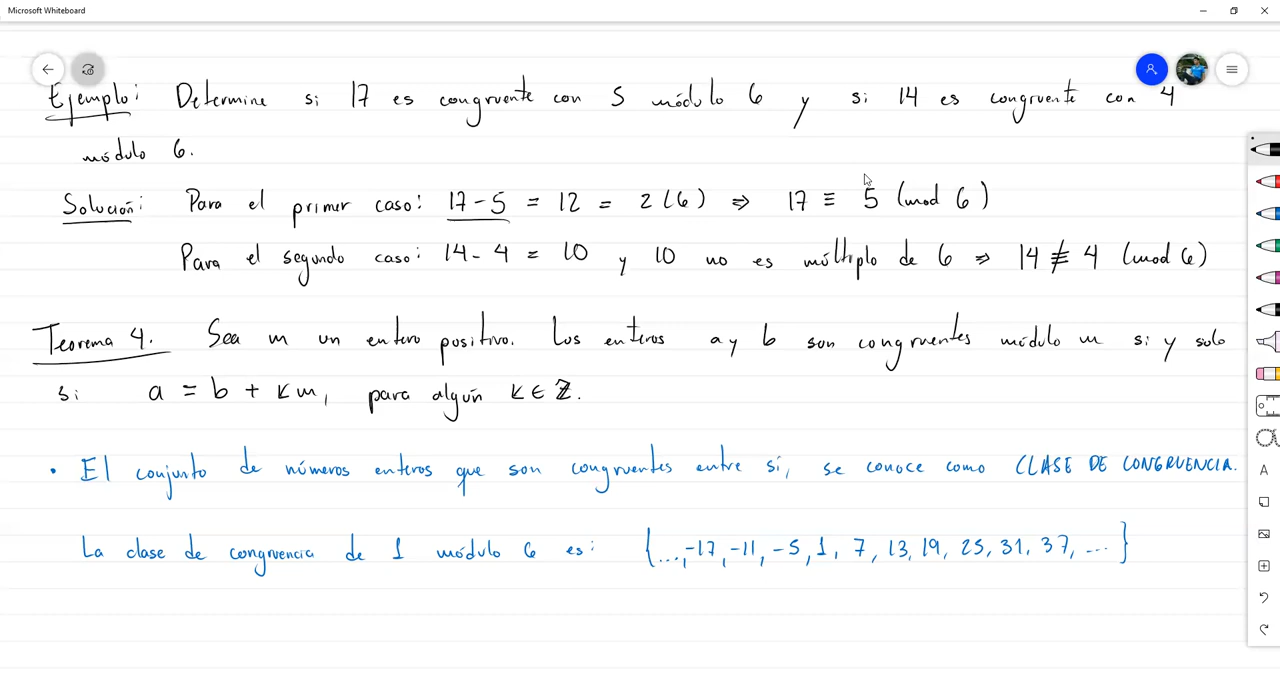 Microsoft Whiteboard
Ejemplo: Determine si 17 es congruente con 5 módulo 6 y si 14 es congruente con 4
módulo 6.
Solución: Para el primer caso: 17 - 5 = 12 = 2(6) ⇒ 17 ≡ 5 (mod 6)
Para el segundo caso: 14 - 4 = 10 y 10 no es múltiplo de 6 ⇒ 14 ≢ 4 (mod 6)
Teorema 4. Sea m un entero positivo. Los enteros a y b son congruentes módulo m si y solo
si a = b + km, para algún k ∈ ℤ.
• El conjunto de números enteros que son congruentes entre sí, se conoce como CLASE DE CONGRUENCIA.
La clase de congruencia de 1 módulo 6 es: {..., -17, -11, -5, 1, 7, 13, 19, 25, 31, 37, ...}
A